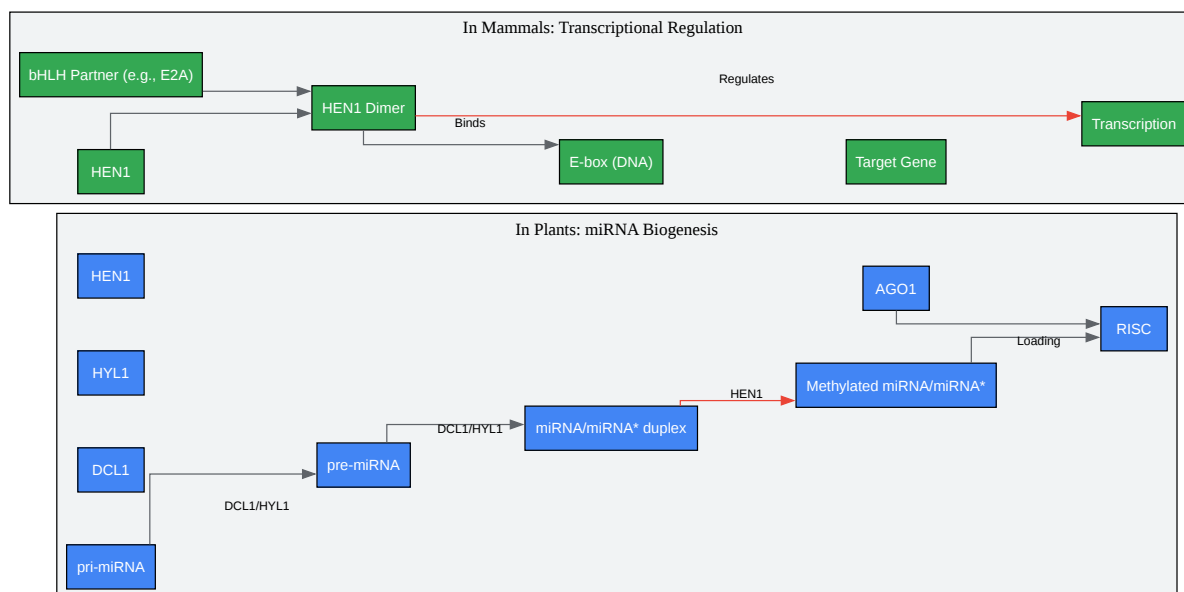 In Mammals: Transcriptional Regulation
bHLH Partner (e.g., E2A)
HEN1 Dimer
Regulates
Binds
Transcription
HEN1
E-box (DNA)
Target Gene
In Plants: miRNA Biogenesis
HEN1
AGO1
RISC
Loading
HYL1
Methylated miRNA/miRNA*
HEN1
DCL1/HYL1
miRNA/miRNA* duplex
DCL1
pre-miRNA
DCL1/HYL1
pri-miRNA